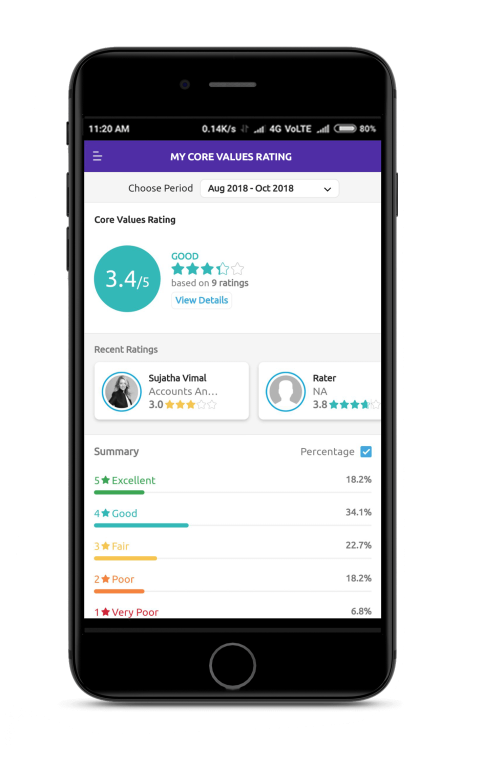 11:20 AM 0.14K/s 4G VoLTE 80%
MY CORE VALUES RATING
Choose Period Aug 2018 - Oct 2018
Core Values Rating
3.4/5
GOOD
based on 9 ratings
View Details
Recent Ratings
Sujatha Vimal
Accounts An...
3.0
Rater
NA
3.8
Summary Percentage
5 Excellent 18.2%
4 Good 34.1%
3 Fair 22.7%
2 Poor 18.2%
1 Very Poor 6.8%